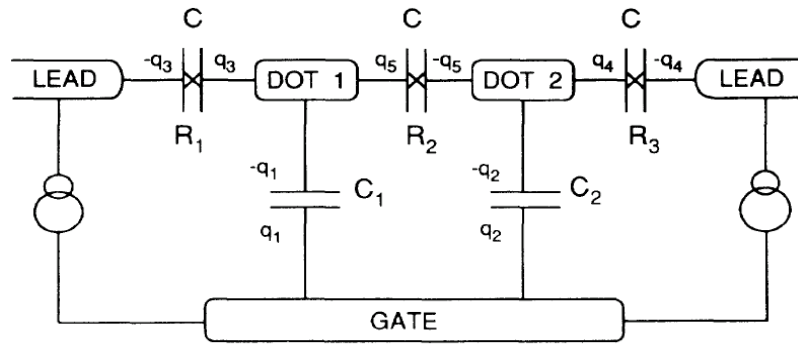 C C C
-q₃ q₃ q₅ -q₅ q₄ -q₄
LEAD DOT 1 DOT 2 LEAD
R₁ R₂ R₃
-q₁ C₁ -q₂ C₂
q₁ q₂
GATE